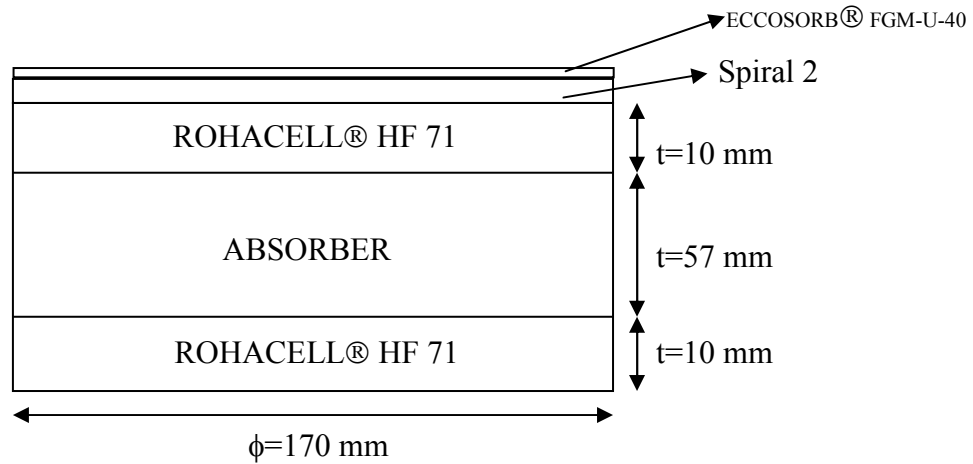 ECCOSORB® FGM-U-40
Spiral 2
ROHACELL® HF 71
t=10 mm
ABSORBER
t=57 mm
ROHACELL® HF 71
t=10 mm
ϕ=170 mm